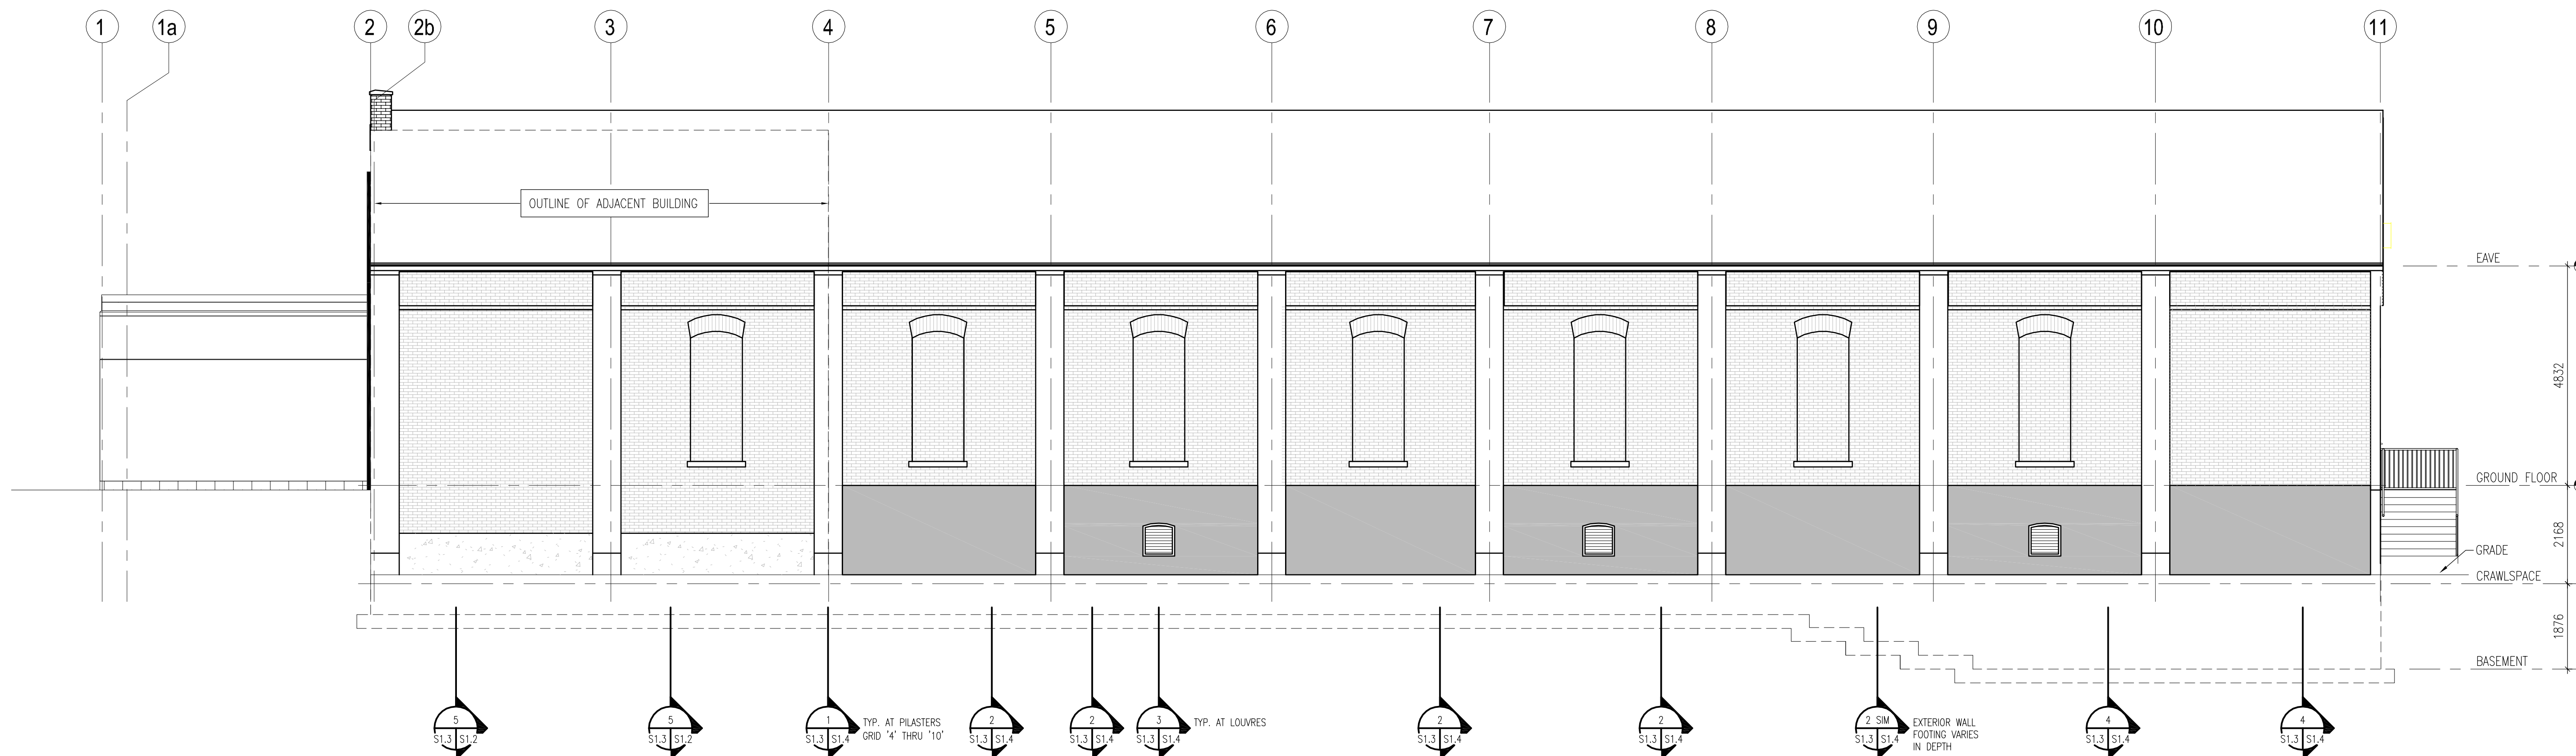 1
1a
2
2b
3
4
5
6
7
8
9
10
11
OUTLINE OF ADJACENT BUILDING
EAVE
4832
GROUND FLOOR
2168
GRADE
CRAWLSPACE
1876
BASEMENT
5
S1.3 S1.2
5
S1.3 S1.2
1
S1.3 S1.4
TYP. AT PILASTERS
GRID '4' THRU '10'
2
S1.3 S1.4
2
S1.3 S1.4
3
S1.3 S1.4
TYP. AT LOUVRES
2
S1.3 S1.4
2
S1.3 S1.4
2 SIM
S1.3 S1.4
EXTERIOR WALL
FOOTING VARIES
IN DEPTH
4
S1.3 S1.4
4
S1.3 S1.4